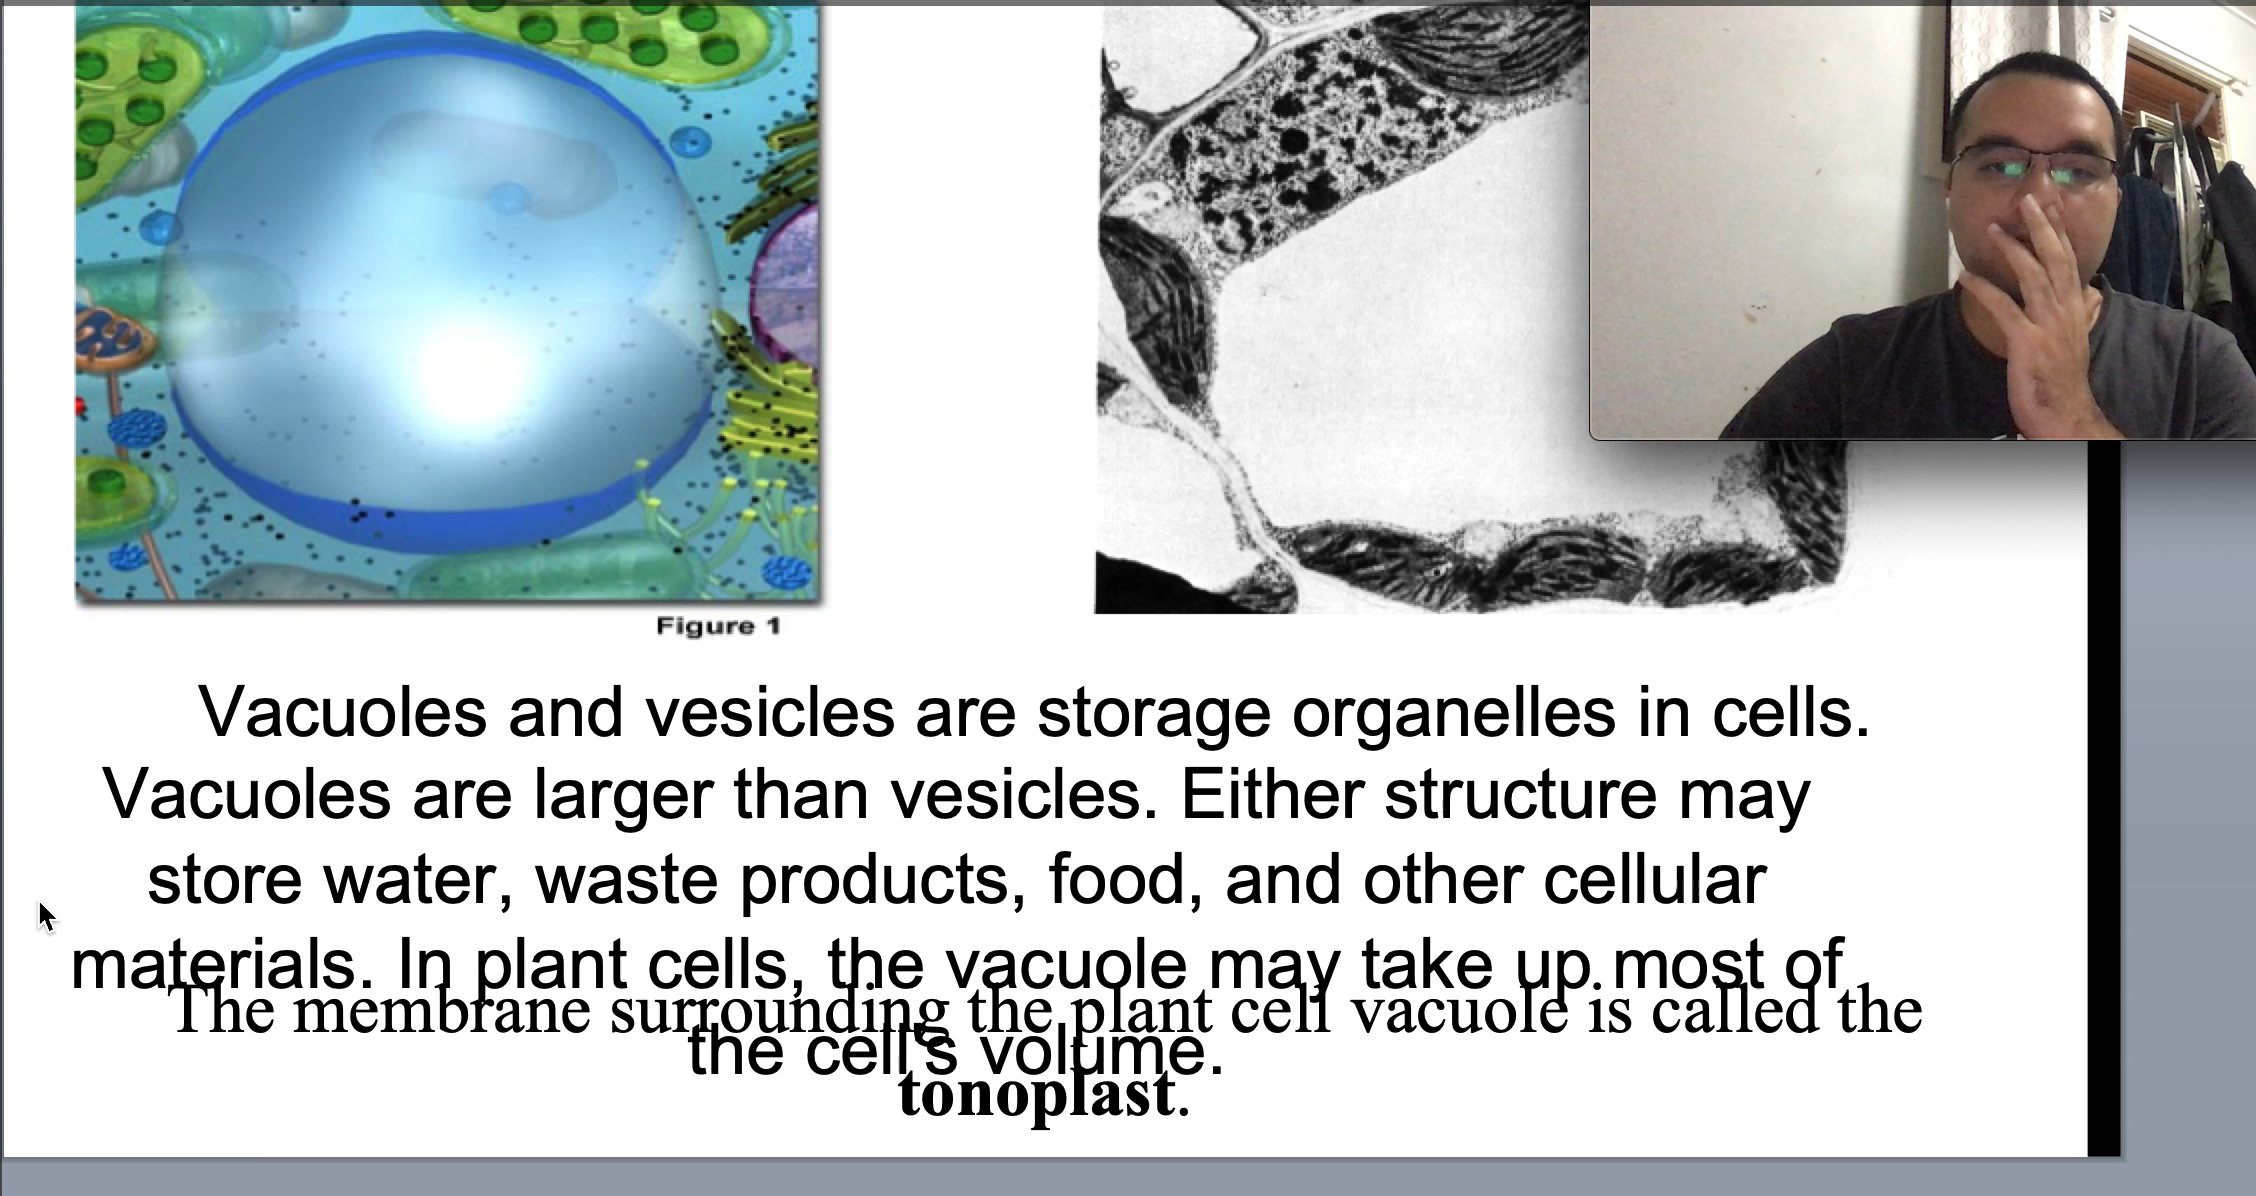 Figure 1
Vacuoles and vesicles are storage organelles in cells.
Vacuoles are larger than vesicles. Either structure may
store water, waste products, food, and other cellular
materials. In plant cells, the vacuole may take up most of
the cell's volume.
The membrane surrounding the plant cell vacuole is called the
tonoplast.